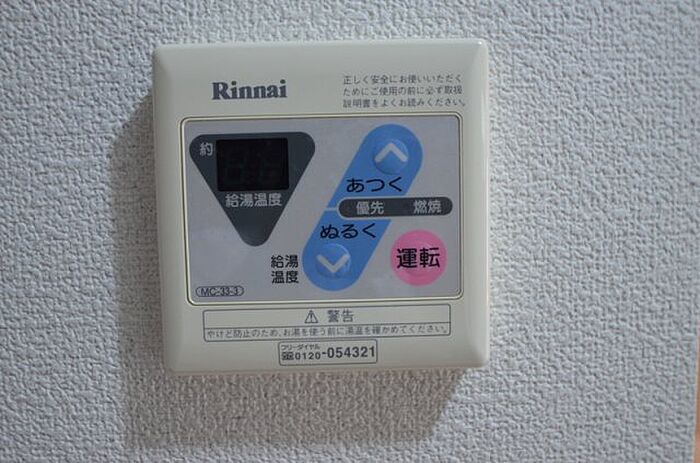 Rinnai
正しく安全にお使いいただく
ためにご使用の前に必ず取扱
説明書をよくお読みください。
約
給湯温度
あつく
優先 燃焼
ぬるく
給湯
温度
運転
MC-33-3
⚠ 警告
やけど防止のため、お湯を使う前に湯温を確かめてください。
フリーダイヤル
0120-054321